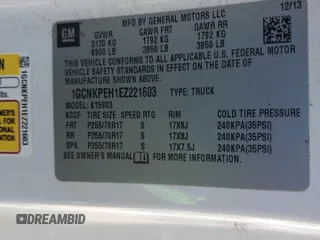 GM
MFD BY GENERAL MOTORS LLC
12/13
GVWR GAWR FRT GAWR RR
3130 KG 1792 KG 1792 KG
6900 LB 3950 LB 3950 LB
THIS VEHICLE CONFORMS TO ALL APPLICABLE U.S. FEDERAL MOTOR
VEHICLE SAFETY STANDARDS IN EFFECT ON THE DATE OF
MANUFACTURE SHOWN ABOVE.
1GCNKPEH1EZ221603 TYPE: TRUCK
MODEL: K15903
TIRE SIZE SPEED RTG RIM COLD TIRE PRESSURE
FRT P255/70R17 S 17X8J 240KPA(35PSI)
RR P255/70R17 S 17X8J 240KPA(35PSI)
SPA P255/70R17 S 17X7.5J 240KPA(35PSI)
SEE OWNER'S MANUAL FOR ADDITIONAL INFORMATION
ON
lbs.
1GCNKPEH1EZ221603
DREAMBID